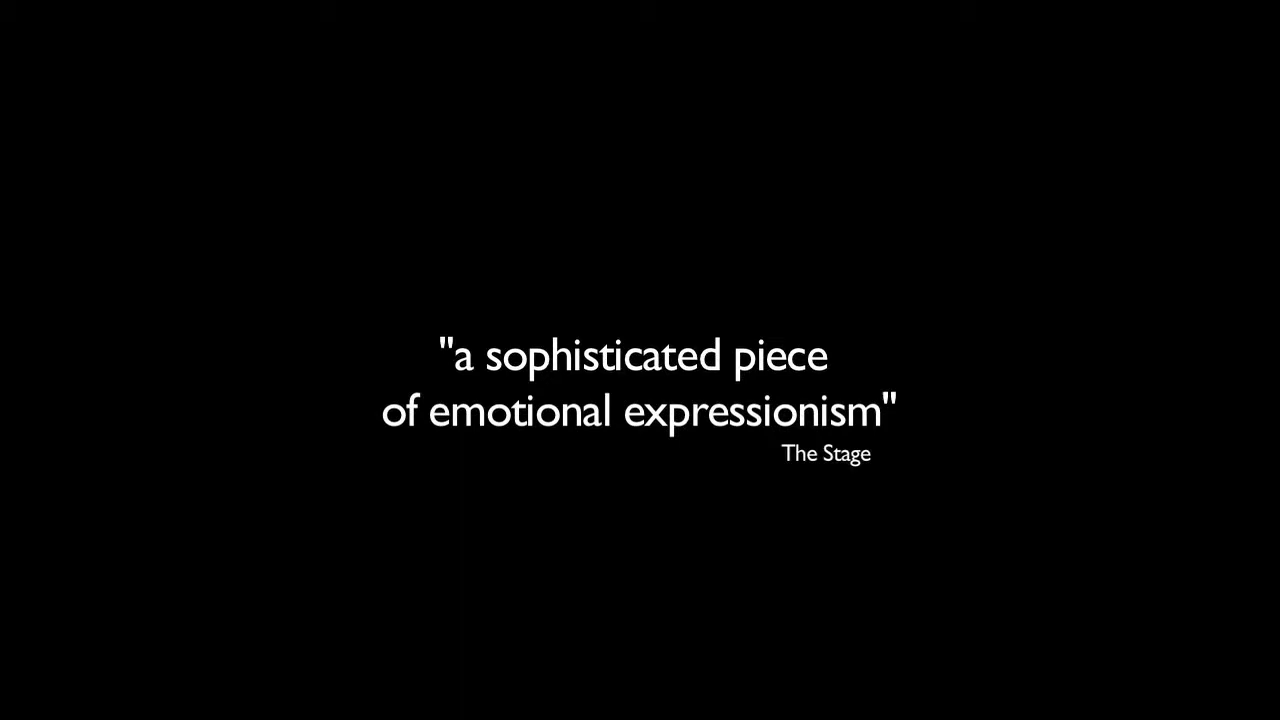 "a sophisticated piece
of emotional expressionism"
The Stage